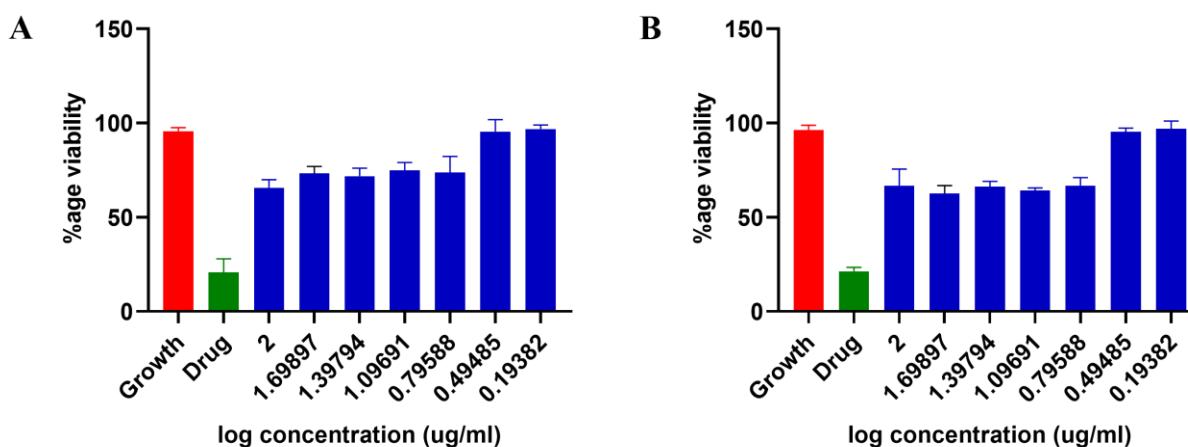 A
%age viability
150
100
50
0
Growth
Drug
2
1.69897
1.39794
1.09691
0.79588
0.49485
0.19382
log concentration (ug/ml)
B
%age viability
150
100
50
0
Growth
Drug
2
1.69897
1.39794
1.09691
0.79588
0.49485
0.19382
log concentration (ug/ml)